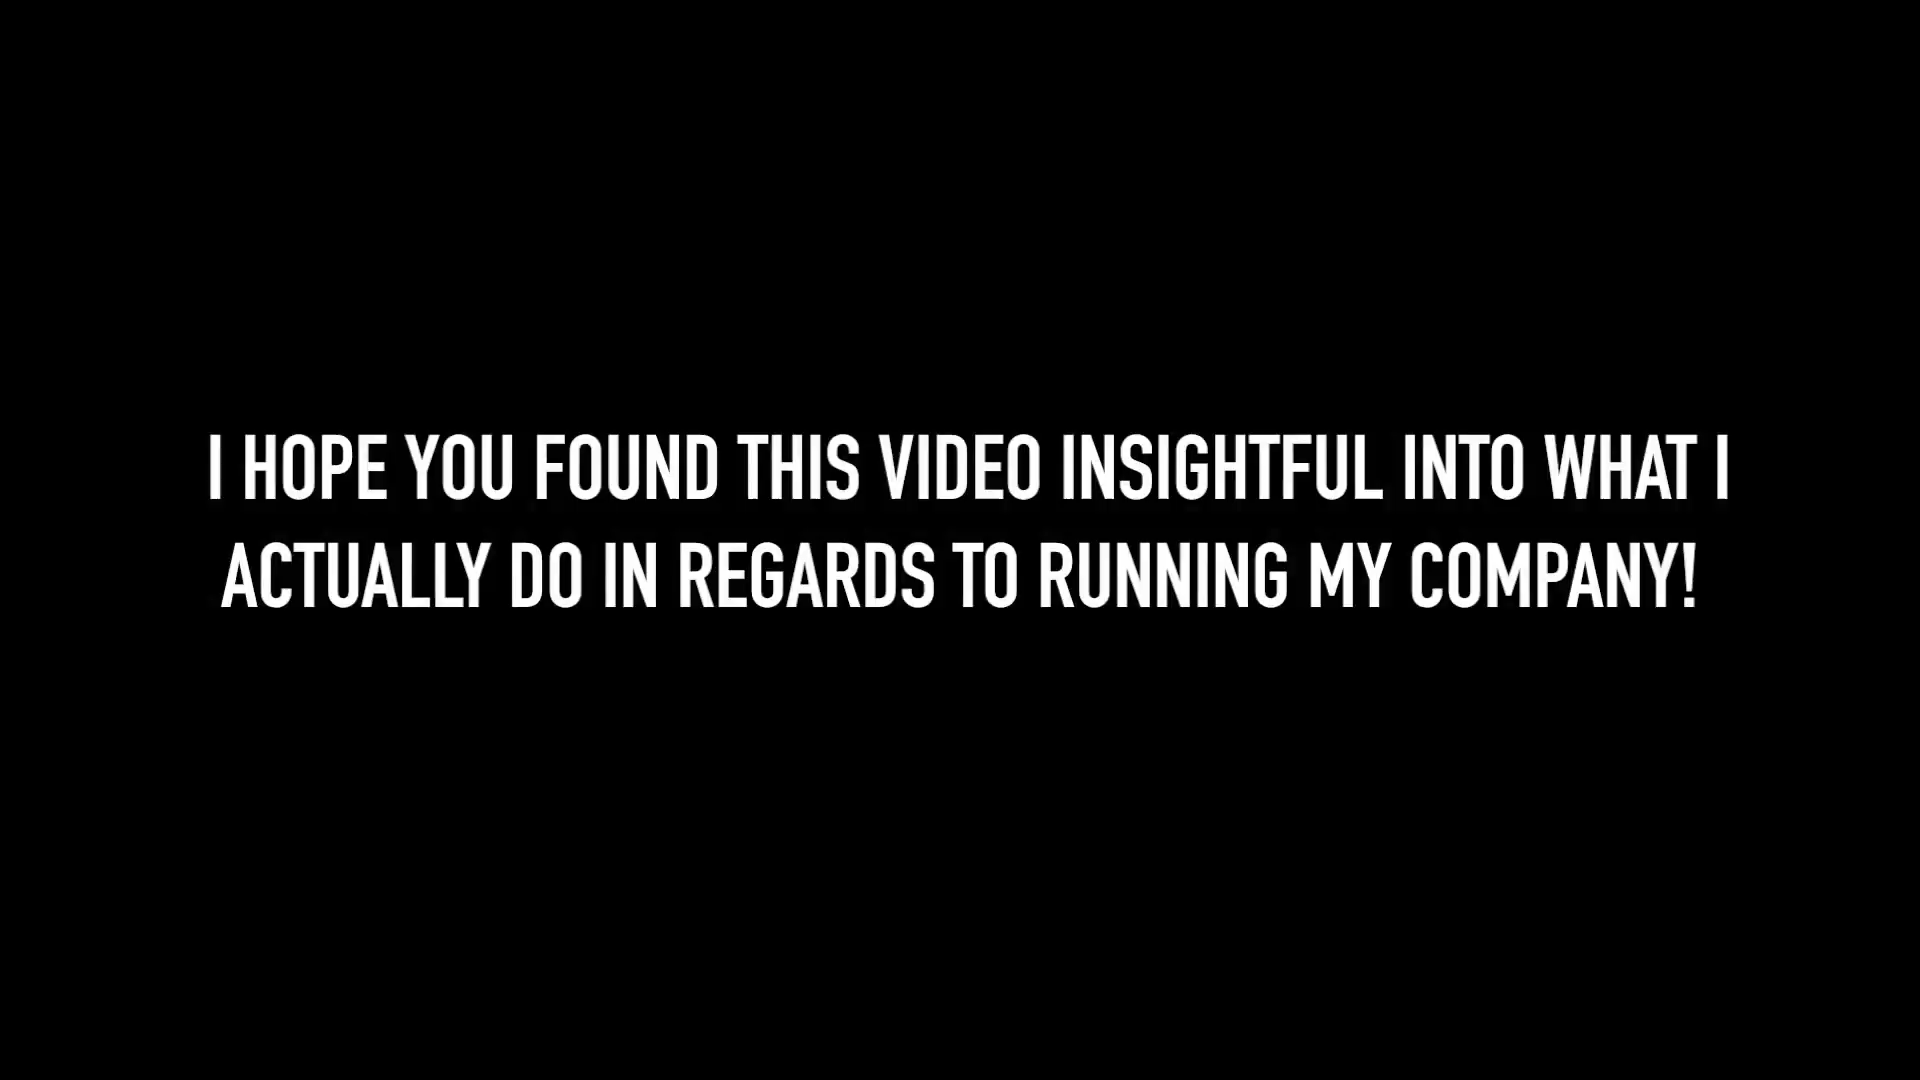 I HOPE YOU FOUND THIS VIDEO INSIGHTFUL INTO WHAT I
ACTUALLY DO IN REGARDS TO RUNNING MY COMPANY!